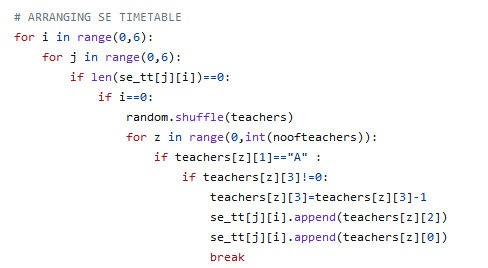 # ARRANGING SE TIMETABLE
for i in range(0,6):
    for j in range(0,6):
        if len(se_tt[j][i])==0:
            if i==0:
                random.shuffle(teachers)
                for z in range(0,int(noofteachers)):
                    if teachers[z][1]=="A" :
                        if teachers[z][3]!=0:
                            teachers[z][3]=teachers[z][3]-1
                            se_tt[j][i].append(teachers[z][2])
                            se_tt[j][i].append(teachers[z][0])
                            break